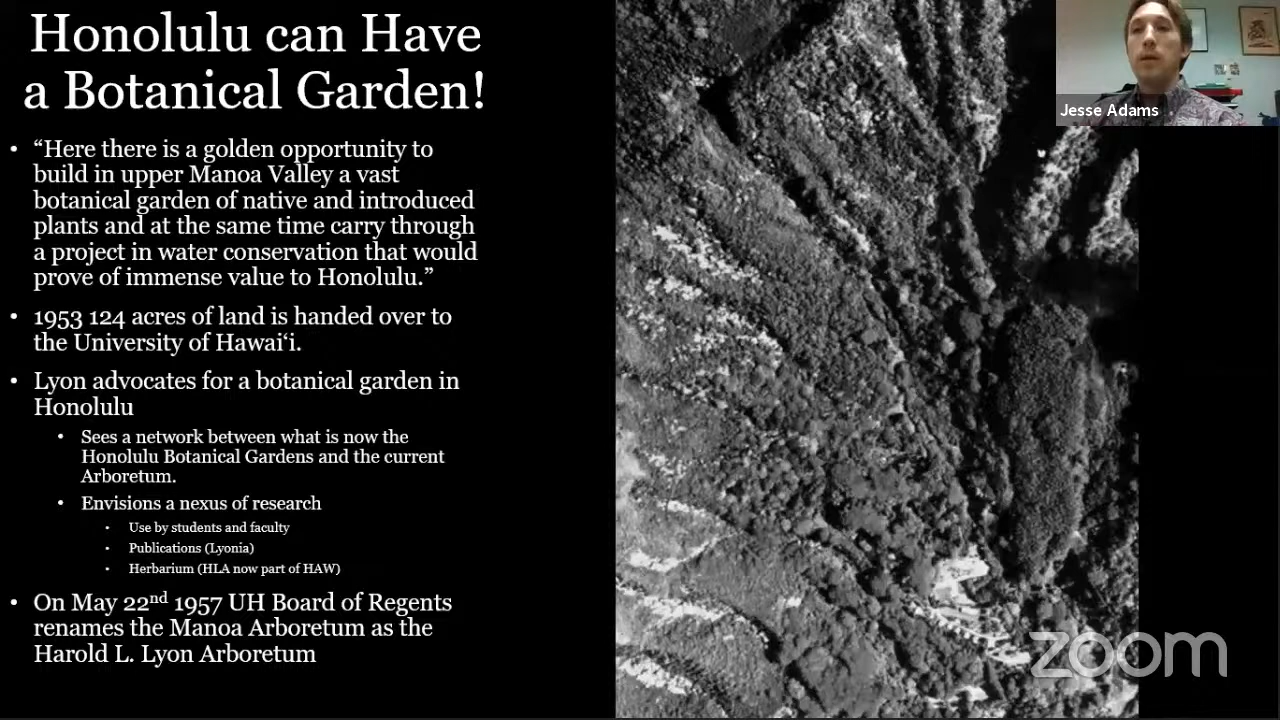 Honolulu can Have
a Botanical Garden!
• “Here there is a golden opportunity to
build in upper Manoa Valley a vast
botanical garden of native and introduced
plants and at the same time carry through
a project in water conservation that would
prove of immense value to Honolulu.”
• 1953 124 acres of land is handed over to
the University of Hawaiʻi.
• Lyon advocates for a botanical garden in
Honolulu
• Sees a network between what is now the
Honolulu Botanical Gardens and the current
Arboretum.
• Envisions a nexus of research
• Use by students and faculty
• Publications (Lyonia)
• Herbarium (HLA now part of HAW)
• On May 22nd 1957 UH Board of Regents
renames the Manoa Arboretum as the
Harold L. Lyon Arboretum
Jesse Adams
zoom